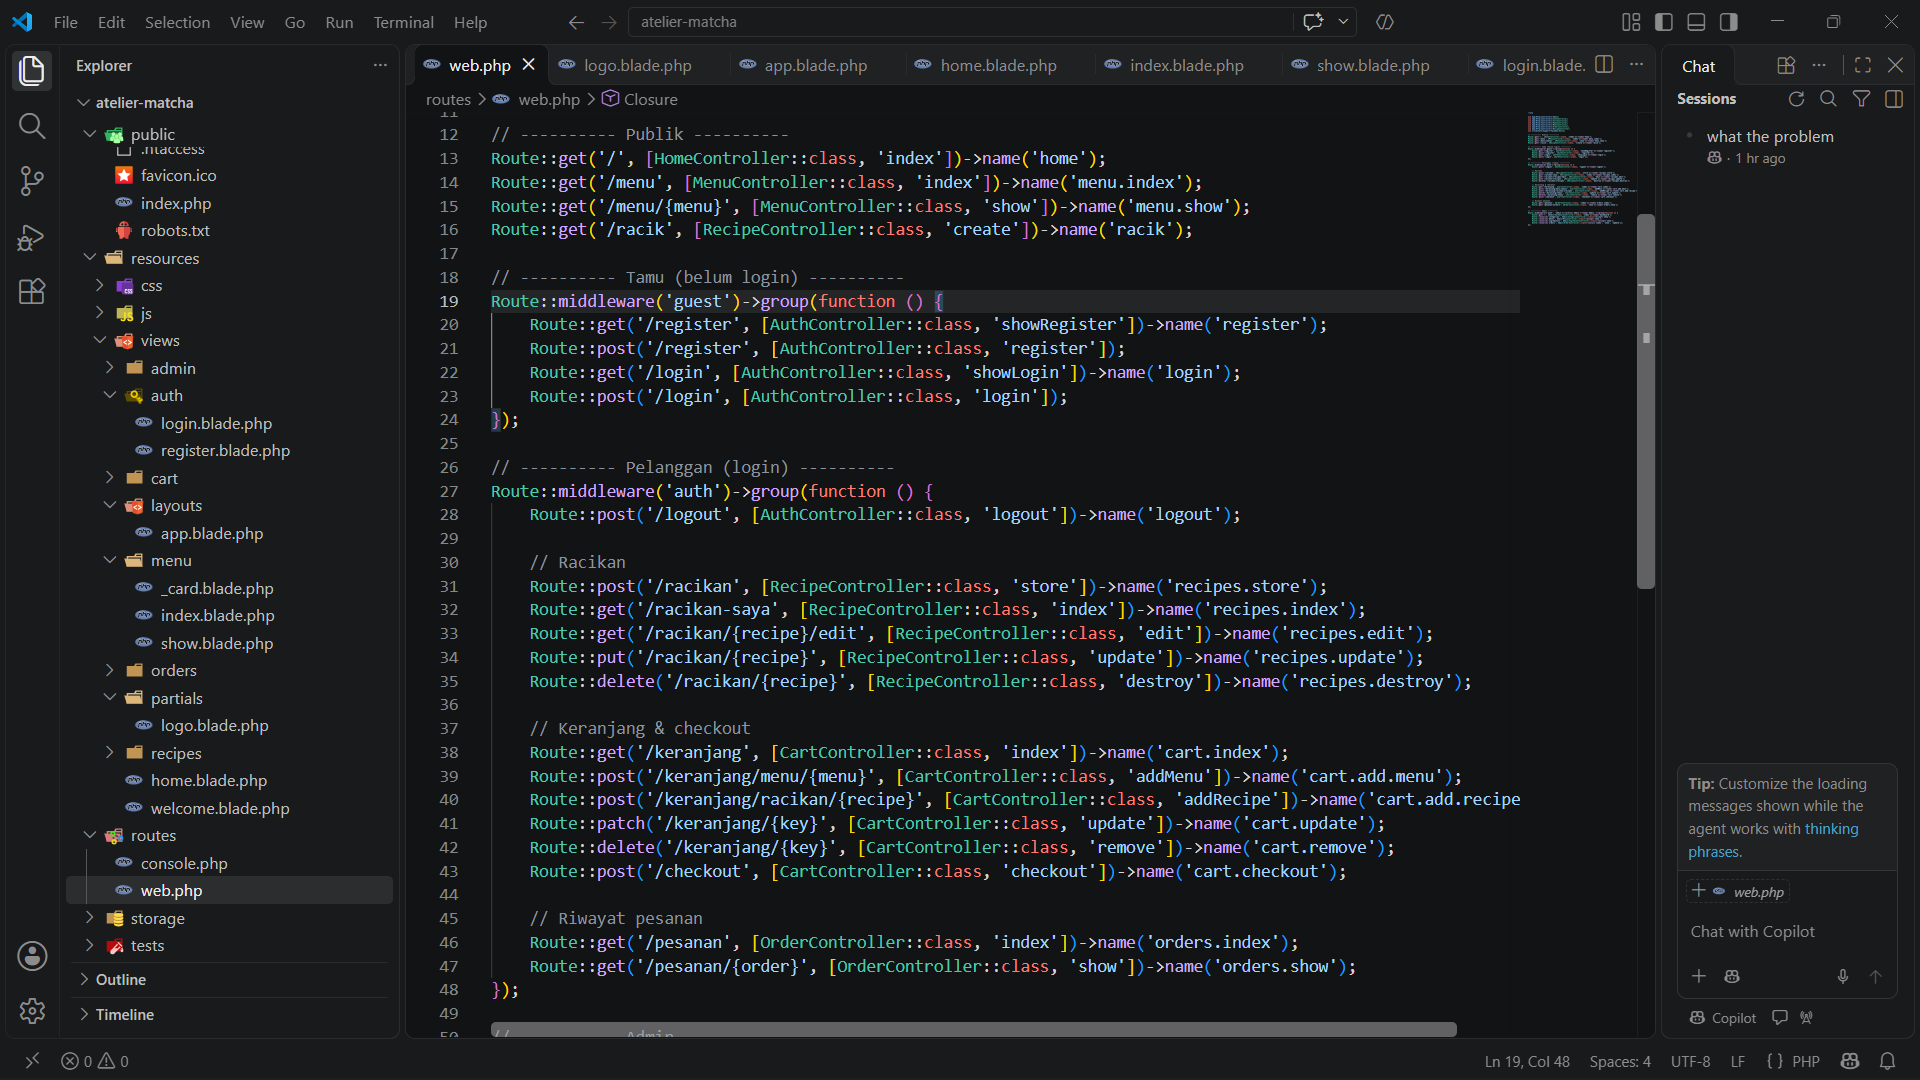 File Edit Selection View Go Run Terminal Help
atelier-matcha
Explorer
atelier-matcha
public
.htaccess
favicon.ico
index.php
robots.txt
resources
css
js
views
admin
auth
login.blade.php
register.blade.php
cart
layouts
app.blade.php
menu
_card.blade.php
index.blade.php
show.blade.php
orders
partials
logo.blade.php
recipes
home.blade.php
welcome.blade.php
routes
console.php
web.php
storage
tests
Outline
Timeline
web.php logo.blade.php app.blade.php home.blade.php index.blade.php show.blade.php login.blade.
routes > web.php > Closure
11
12 // ---------- Publik ----------
13 Route::get('/', [HomeController::class, 'index'])->name('home');
14 Route::get('/menu', [MenuController::class, 'index'])->name('menu.index');
15 Route::get('/menu/{menu}', [MenuController::class, 'show'])->name('menu.show');
16 Route::get('/racik', [RecipeController::class, 'create'])->name('racik');
17
18 // ---------- Tamu (belum login) ----------
19 Route::middleware('guest')->group(function () {
20 Route::get('/register', [AuthController::class, 'showRegister'])->name('register');
21 Route::post('/register', [AuthController::class, 'register']);
22 Route::get('/login', [AuthController::class, 'showLogin'])->name('login');
23 Route::post('/login', [AuthController::class, 'login']);
24 });
25
26 // ---------- Pelanggan (login) ----------
27 Route::middleware('auth')->group(function () {
28 Route::post('/logout', [AuthController::class, 'logout'])->name('logout');
29
30 // Racikan
31 Route::post('/racikan', [RecipeController::class, 'store'])->name('recipes.store');
32 Route::get('/racikan-saya', [RecipeController::class, 'index'])->name('recipes.index');
33 Route::get('/racikan/{recipe}/edit', [RecipeController::class, 'edit'])->name('recipes.edit');
34 Route::put('/racikan/{recipe}', [RecipeController::class, 'update'])->name('recipes.update');
35 Route::delete('/racikan/{recipe}', [RecipeController::class, 'destroy'])->name('recipes.destroy');
36
37 // Keranjang & checkout
38 Route::get('/keranjang', [CartController::class, 'index'])->name('cart.index');
39 Route::post('/keranjang/menu/{menu}', [CartController::class, 'addMenu'])->name('cart.add.menu');
40 Route::post('/keranjang/racikan/{recipe}', [CartController::class, 'addRecipe'])->name('cart.add.recipe
41 Route::patch('/keranjang/{key}', [CartController::class, 'update'])->name('cart.update');
42 Route::delete('/keranjang/{key}', [CartController::class, 'remove'])->name('cart.remove');
43 Route::post('/checkout', [CartController::class, 'checkout'])->name('cart.checkout');
44
45 // Riwayat pesanan
46 Route::get('/pesanan', [OrderController::class, 'index'])->name('orders.index');
47 Route::get('/pesanan/{order}', [OrderController::class, 'show'])->name('orders.show');
48 });
49
50 // ---------- Admin
Chat
Sessions
what the problem
· 1 hr ago
Tip: Customize the loading
messages shown while the
agent works with thinking
phrases.
web.php
Chat with Copilot
Copilot
0 0
Ln 19, Col 48 Spaces: 4 UTF-8 LF { } PHP